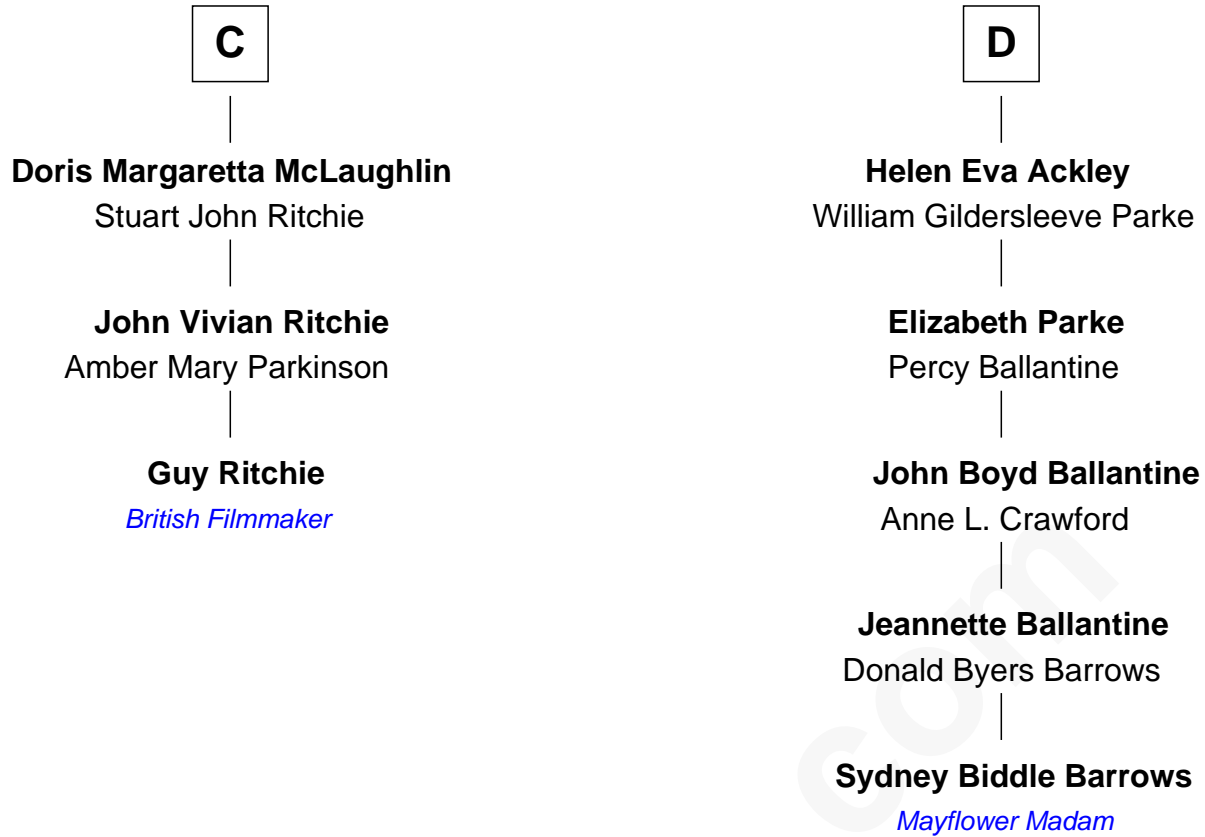 C
Doris Margaretta McLaughlin
Stuart John Ritchie
John Vivian Ritchie
Amber Mary Parkinson
Guy Ritchie
British Filmmaker
D
Helen Eva Ackley
William Gildersleeve Parke
Elizabeth Parke
Percy Ballantine
John Boyd Ballantine
Anne L. Crawford
Jeannette Ballantine
Donald Byers Barrows
Sydney Biddle Barrows
Mayflower Madam
com